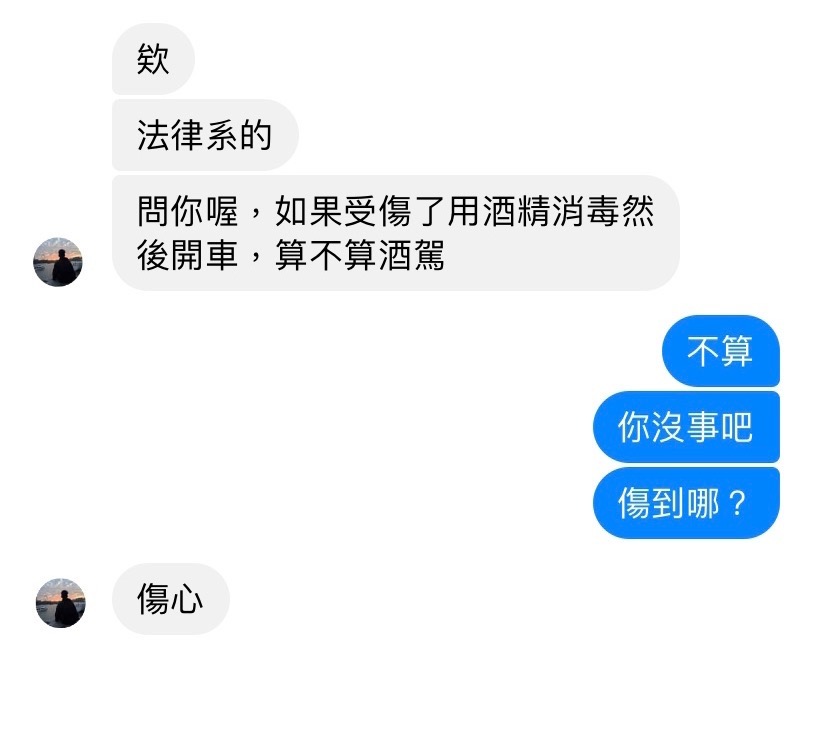 欸
法律系的
問你喔，如果受傷了用酒精消毒然
後開車，算不算酒駕
不算
你沒事吧
傷到哪？
傷心